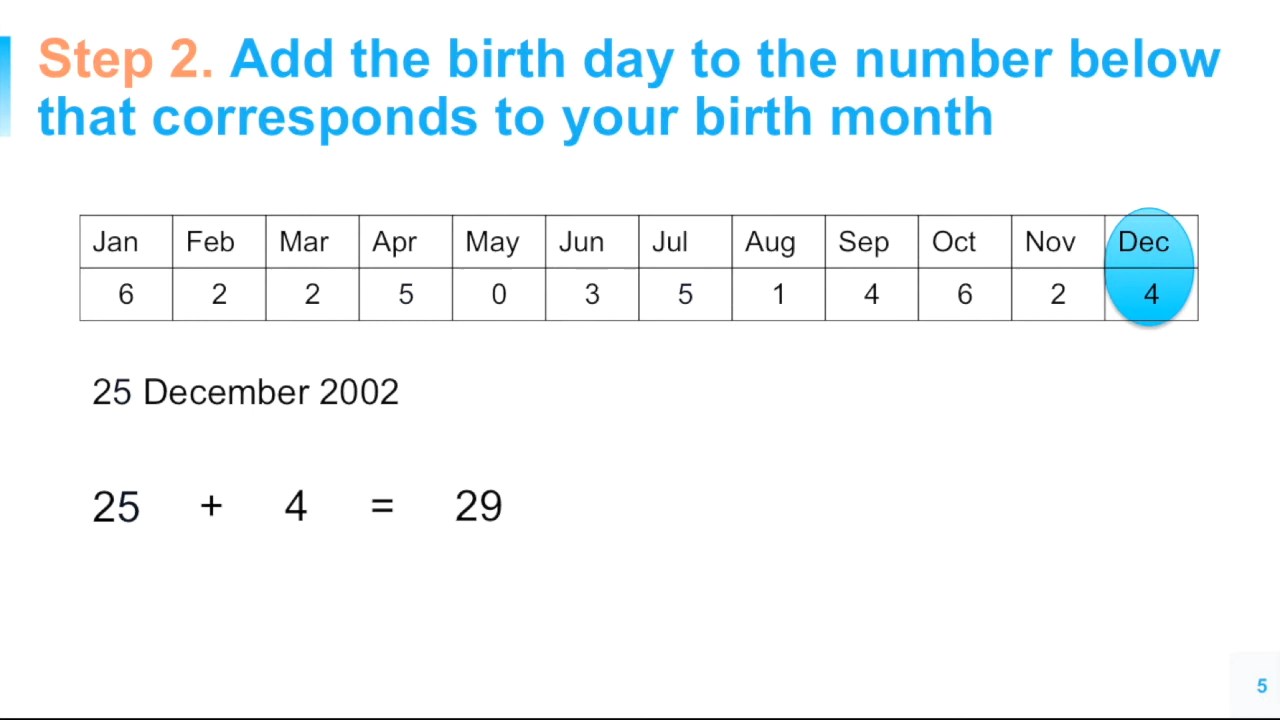 Step 2. Add the birth day to the number below
that corresponds to your birth month
Jan Feb Mar Apr May Jun Jul Aug Sep Oct Nov Dec
6 2 2 5 0 3 5 1 4 6 2 4
25 December 2002
25 + 4 = 29
5